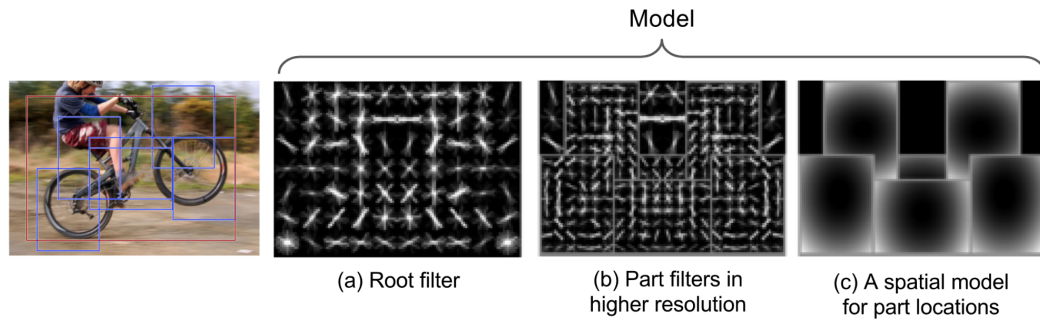 Model
(a) Root filter
(b) Part filters in
higher resolution
(c) A spatial model
for part locations